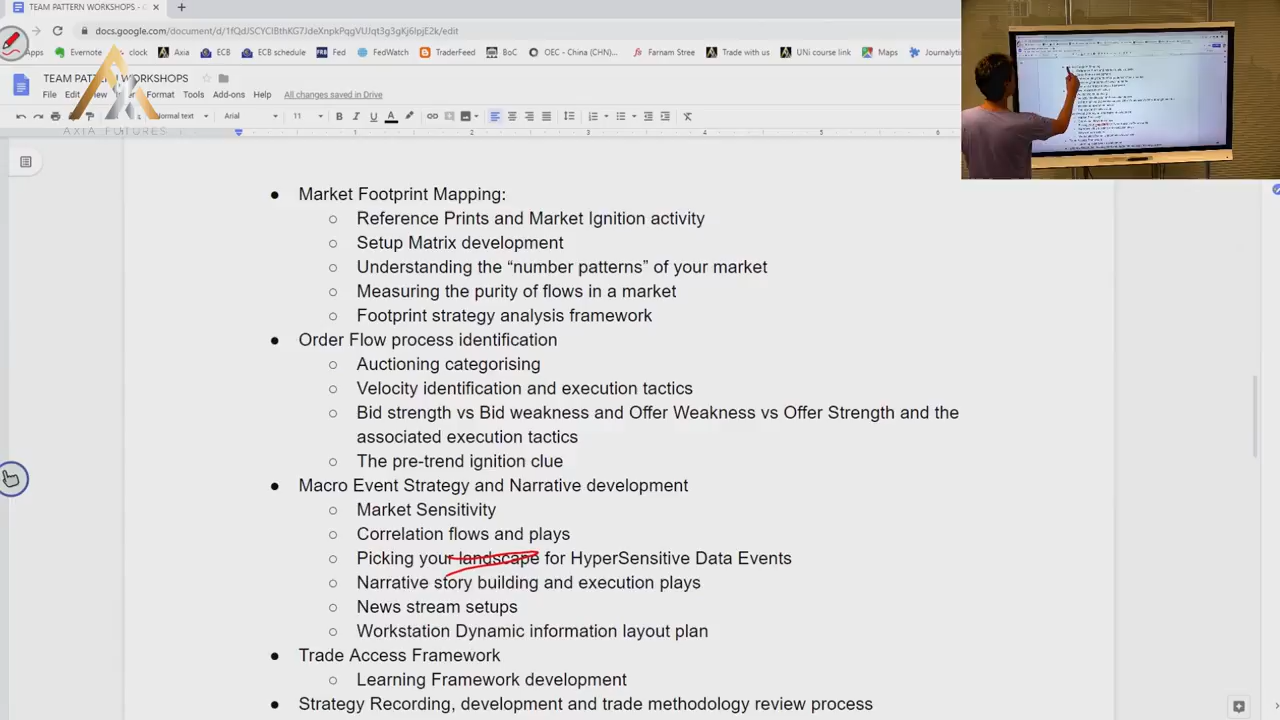 TEAM PATTERN WORKSHOPS - G
docs.google.com/document/d/1fQdJSCYCIBthKG7JdeXnpkPqgVUJqt3g3gKj6lpjE2k/edit
Apps
Evernote
clock
Axia
ECB
ECB schedule
FedWatch
BoC
OEC - China (CHN)...
Farnam Street
Trade with us
UNI course link
Maps
Journalytic
TEAM PATTERN WORKSHOPS
File Edit View Format Tools Add-ons Help All changes saved in Drive
AXIA FUTURES
Normal text Arial 11
2 3 4 5 6
● Market Footprint Mapping:
○ Reference Prints and Market Ignition activity
○ Setup Matrix development
○ Understanding the “number patterns” of your market
○ Measuring the purity of flows in a market
○ Footprint strategy analysis framework
● Order Flow process identification
○ Auctioning categorising
○ Velocity identification and execution tactics
○ Bid strength vs Bid weakness and Offer Weakness vs Offer Strength and the
associated execution tactics
○ The pre-trend ignition clue
● Macro Event Strategy and Narrative development
○ Market Sensitivity
○ Correlation flows and plays
○ Picking your landscape for HyperSensitive Data Events
○ Narrative story building and execution plays
○ News stream setups
○ Workstation Dynamic information layout plan
● Trade Access Framework
○ Learning Framework development
● Strategy Recording, development and trade methodology review process